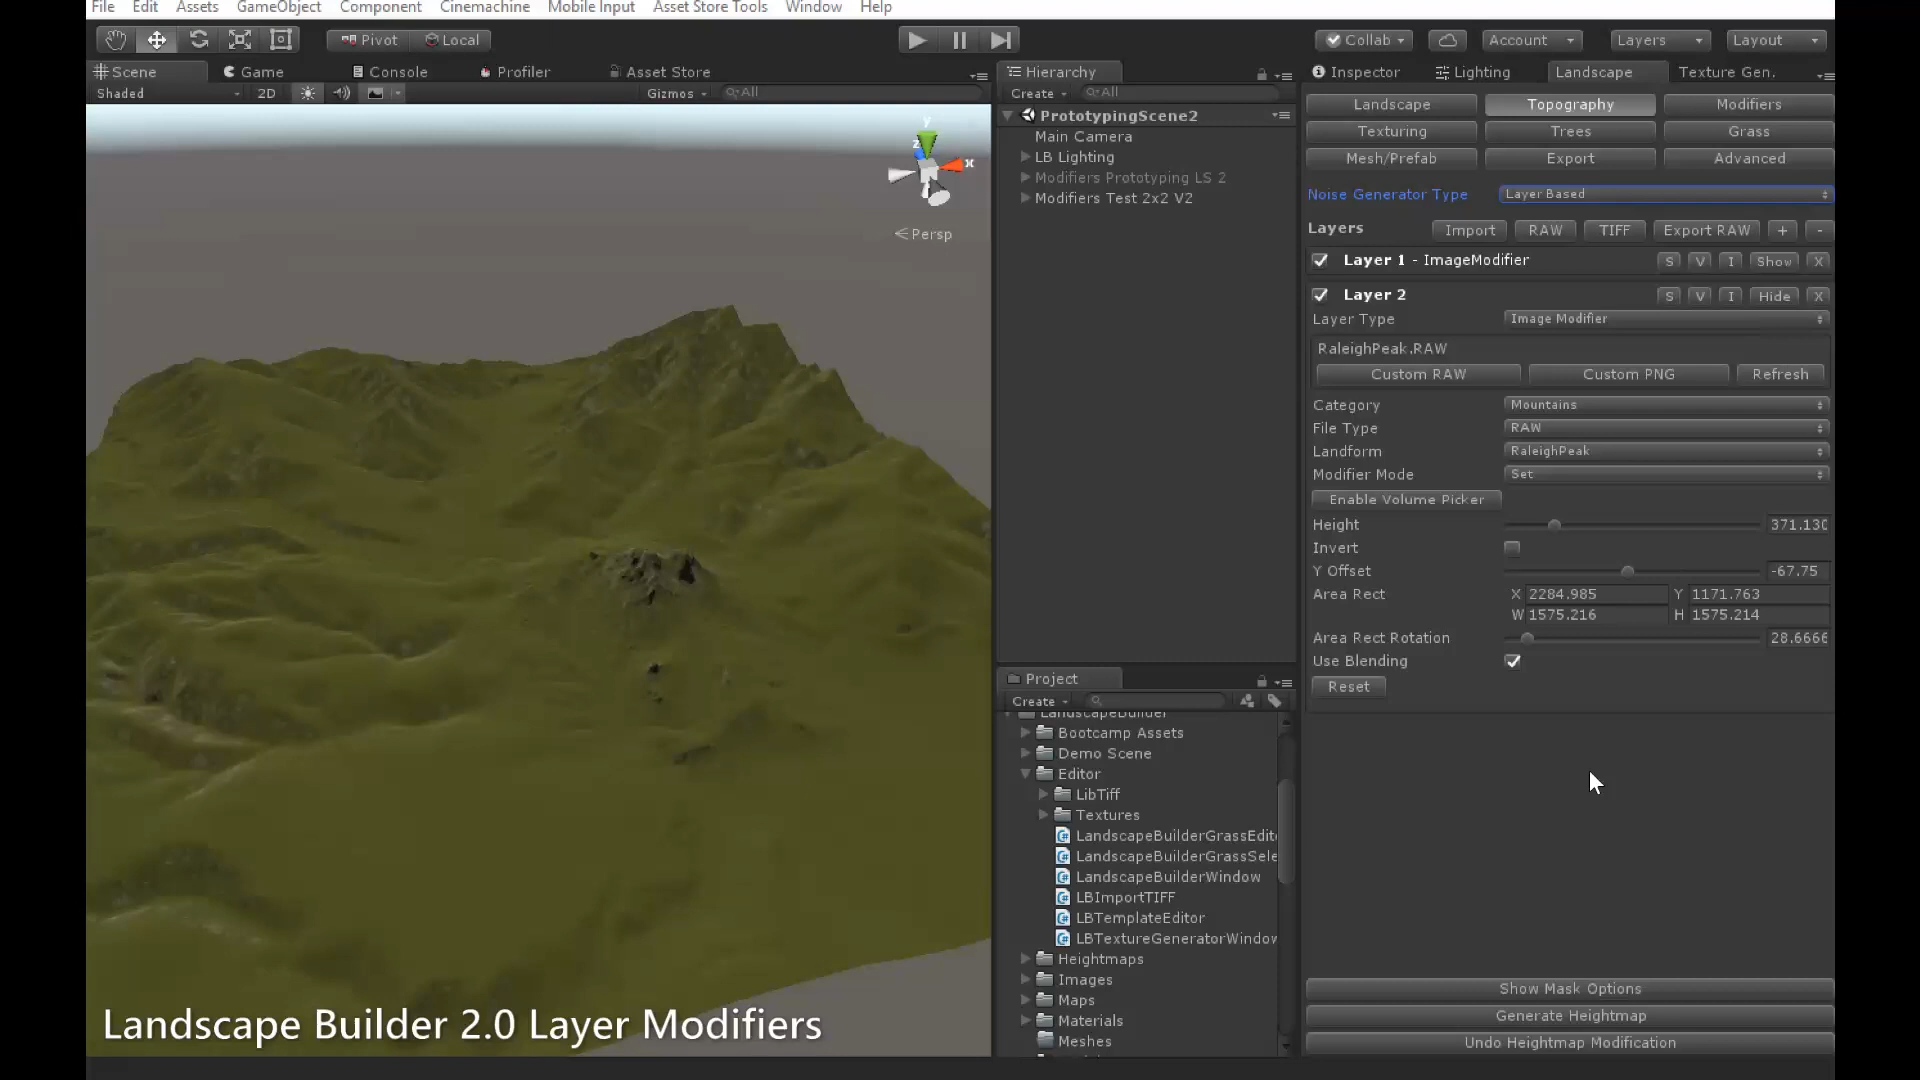 File Edit Assets GameObject Component Cinemachine Mobile Input Asset Store Tools Window Help
Pivot Local Collab Account Layers Layout
Scene Game Console Profiler Asset Store
Shaded 2D Gizmos All
y
z x
Persp
Landscape Builder 2.0 Layer Modifiers
Hierarchy
Create All
PrototypingScene2
Main Camera
LB Lighting
Modifiers Prototyping LS 2
Modifiers Test 2x2 V2
Project
Create
LandscapeBuilder
Bootcamp Assets
Demo Scene
Editor
LibTiff
Textures
LandscapeBuilderGrassEdit
LandscapeBuilderGrassSele
LandscapeBuilderWindow
LBImportTIFF
LBTemplateEditor
LBTextureGeneratorWindow
Heightmaps
Images
Maps
Materials
Meshes
Inspector Lighting Landscape Texture Gen.
Landscape Topography Modifiers
Texturing Trees Grass
Mesh/Prefab Export Advanced
Noise Generator Type Layer Based
Layers Import RAW TIFF Export RAW + -
Layer 1 - ImageModifier S V I Show X
Layer 2 S V I Hide X
Layer Type Image Modifier
RaleighPeak.RAW
Custom RAW Custom PNG Refresh
Category Mountains
File Type RAW
Landform RaleighPeak
Modifier Mode Set
Enable Volume Picker
Height 371.130
Invert
Y Offset -67.75
Area Rect X 2284.985 Y 1171.763
W 1575.216 H 1575.214
Area Rect Rotation 28.6666
Use Blending
Reset
Show Mask Options
Generate Heightmap
Undo Heightmap Modification